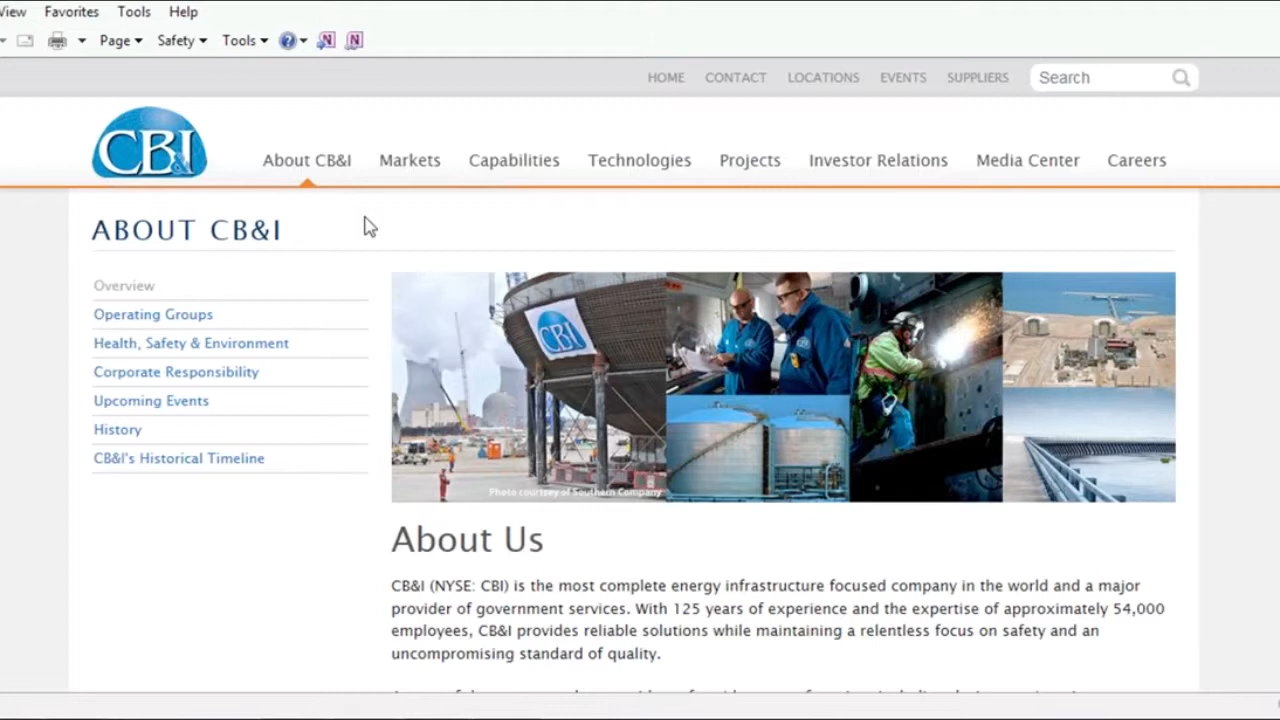 View Favorites Tools Help
Page Safety Tools
HOME CONTACT LOCATIONS EVENTS SUPPLIERS Search
CB&I
About CB&I Markets Capabilities Technologies Projects Investor Relations Media Center Careers
ABOUT CB&I
Overview
Operating Groups
Health, Safety & Environment
Corporate Responsibility
Upcoming Events
History
CB&I's Historical Timeline
CB&I
Photo courtesy of Southern Company
About Us
CB&I (NYSE: CBI) is the most complete energy infrastructure focused company in the world and a major
provider of government services. With 125 years of experience and the expertise of approximately 54,000
employees, CB&I provides reliable solutions while maintaining a relentless focus on safety and an
uncompromising standard of quality.